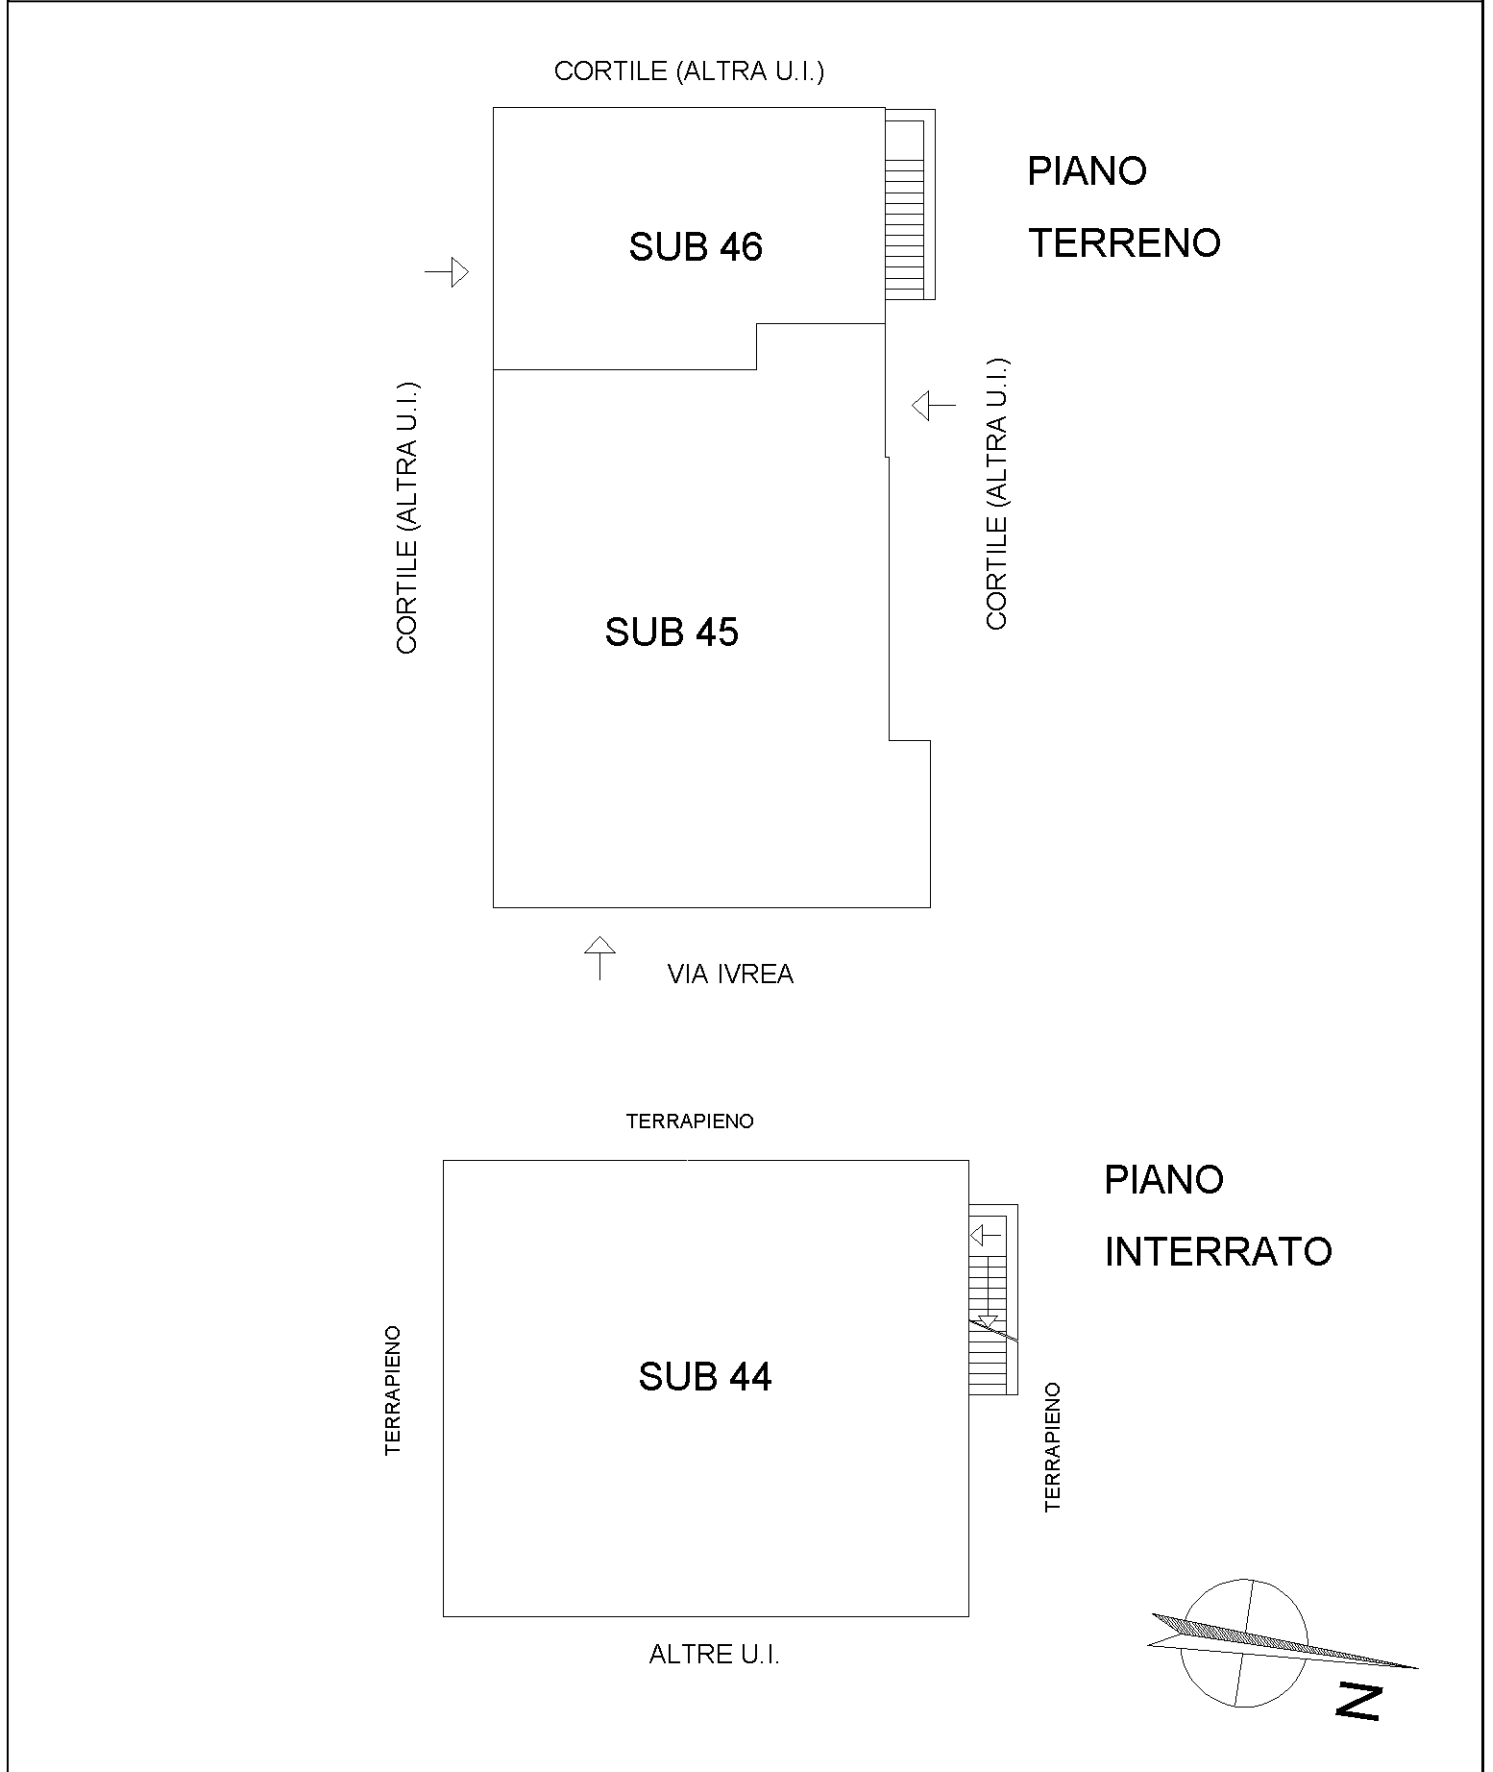 CORTILE (ALTRA U.I.)
PIANO
TERRENO
SUB 46
CORTILE (ALTRA U.I.)
CORTILE (ALTRA U.I.)
SUB 45
VIA IVREA
TERRAPIENO
PIANO
INTERRATO
TERRAPIENO
SUB 44
TERRAPIENO
ALTRE U.I.
N